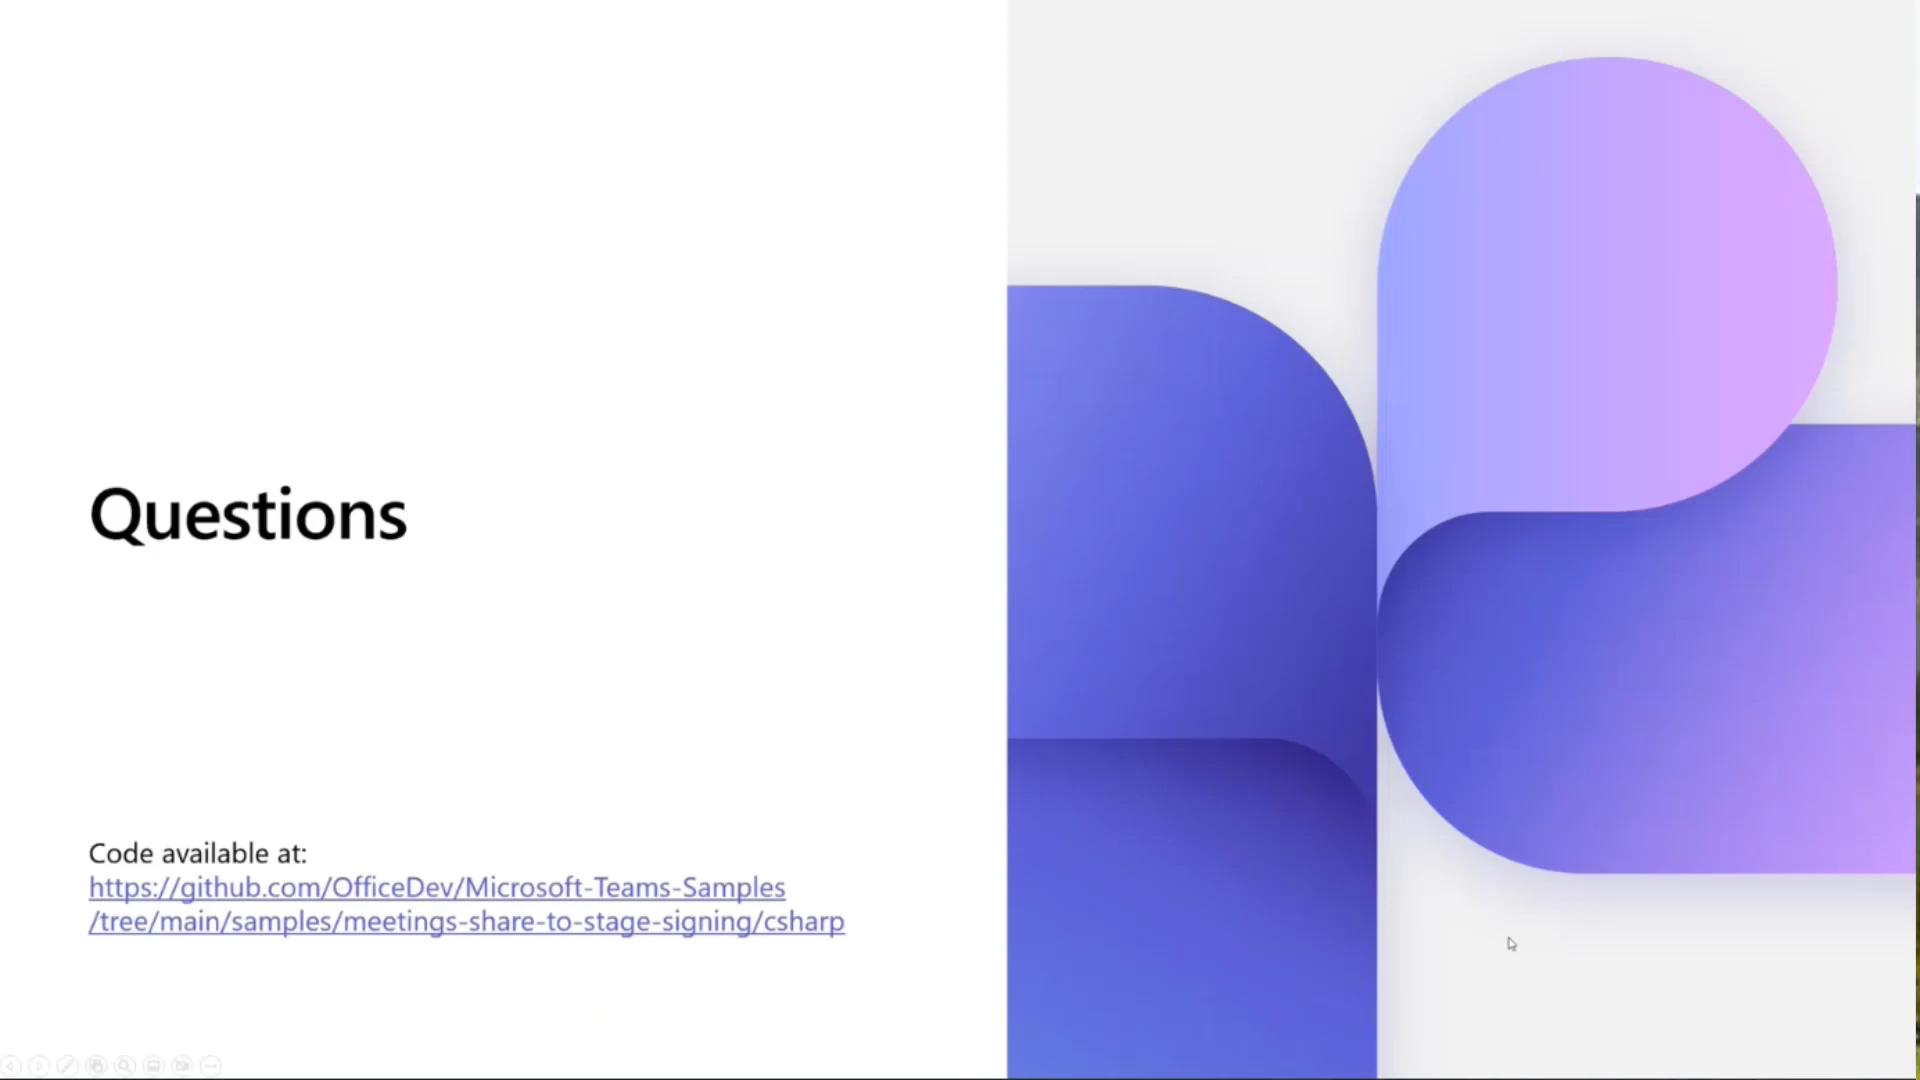 Questions
Code available at:
https://github.com/OfficeDev/Microsoft-Teams-Samples
/tree/main/samples/meetings-share-to-stage-signing/csharp